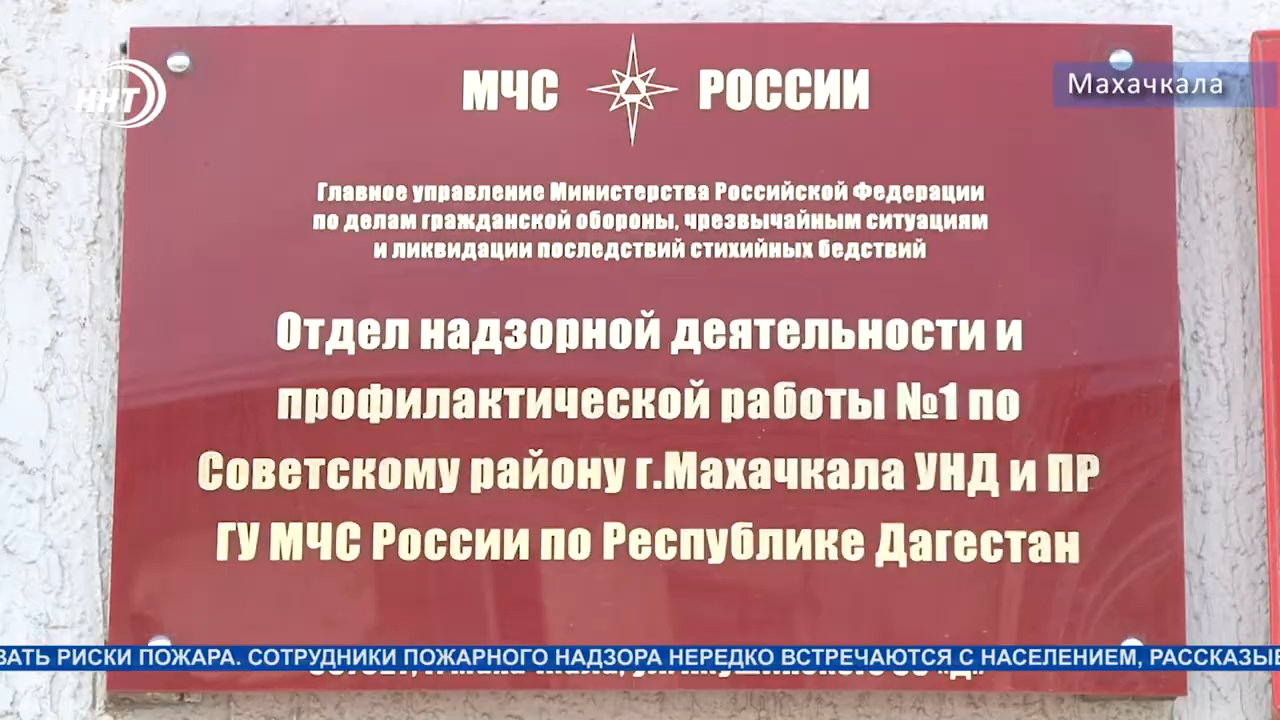 ННТ
Махачкала
МЧС РОССИИ
Главное управление Министерства Российской Федерации
по делам гражданской обороны, чрезвычайным ситуациям
и ликвидации последствий стихийных бедствий
Отдел надзорной деятельности и
профилактической работы №1 по
Советскому району г.Махачкала УНД и ПР
ГУ МЧС России по Республике Дагестан
ЗАТЬ РИСКИ ПОЖАРА. СОТРУДНИКИ ПОЖАРНОГО НАДЗОРА НЕРЕДКО ВСТРЕЧАЮТСЯ С НАСЕЛЕНИЕМ, РАССКАЗЫВ